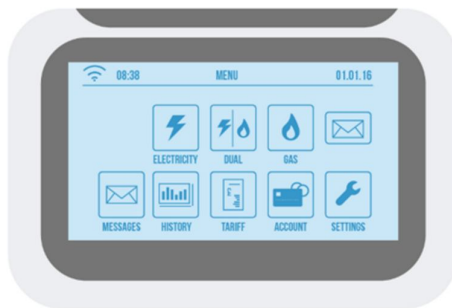 08:38 MENU 01.01.16
ELECTRICITY DUAL GAS
MESSAGES HISTORY TARIFF ACCOUNT SETTINGS